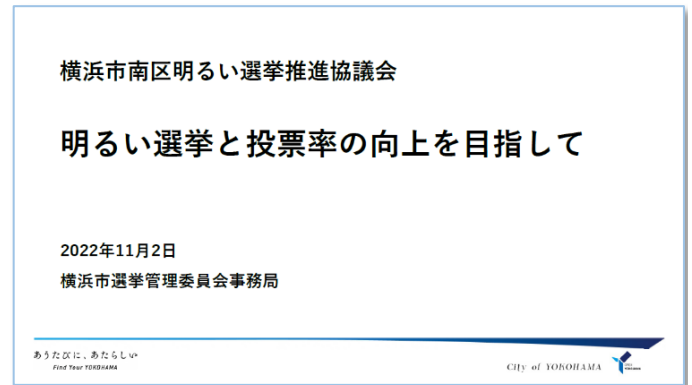 横浜市南区明るい選挙推進協議会
明るい選挙と投票率の向上を目指して
2022年11月2日
横浜市選挙管理委員会事務局
あうたびに、あたらしい
Find Your YOKOHAMA
City of YOKOHAMA